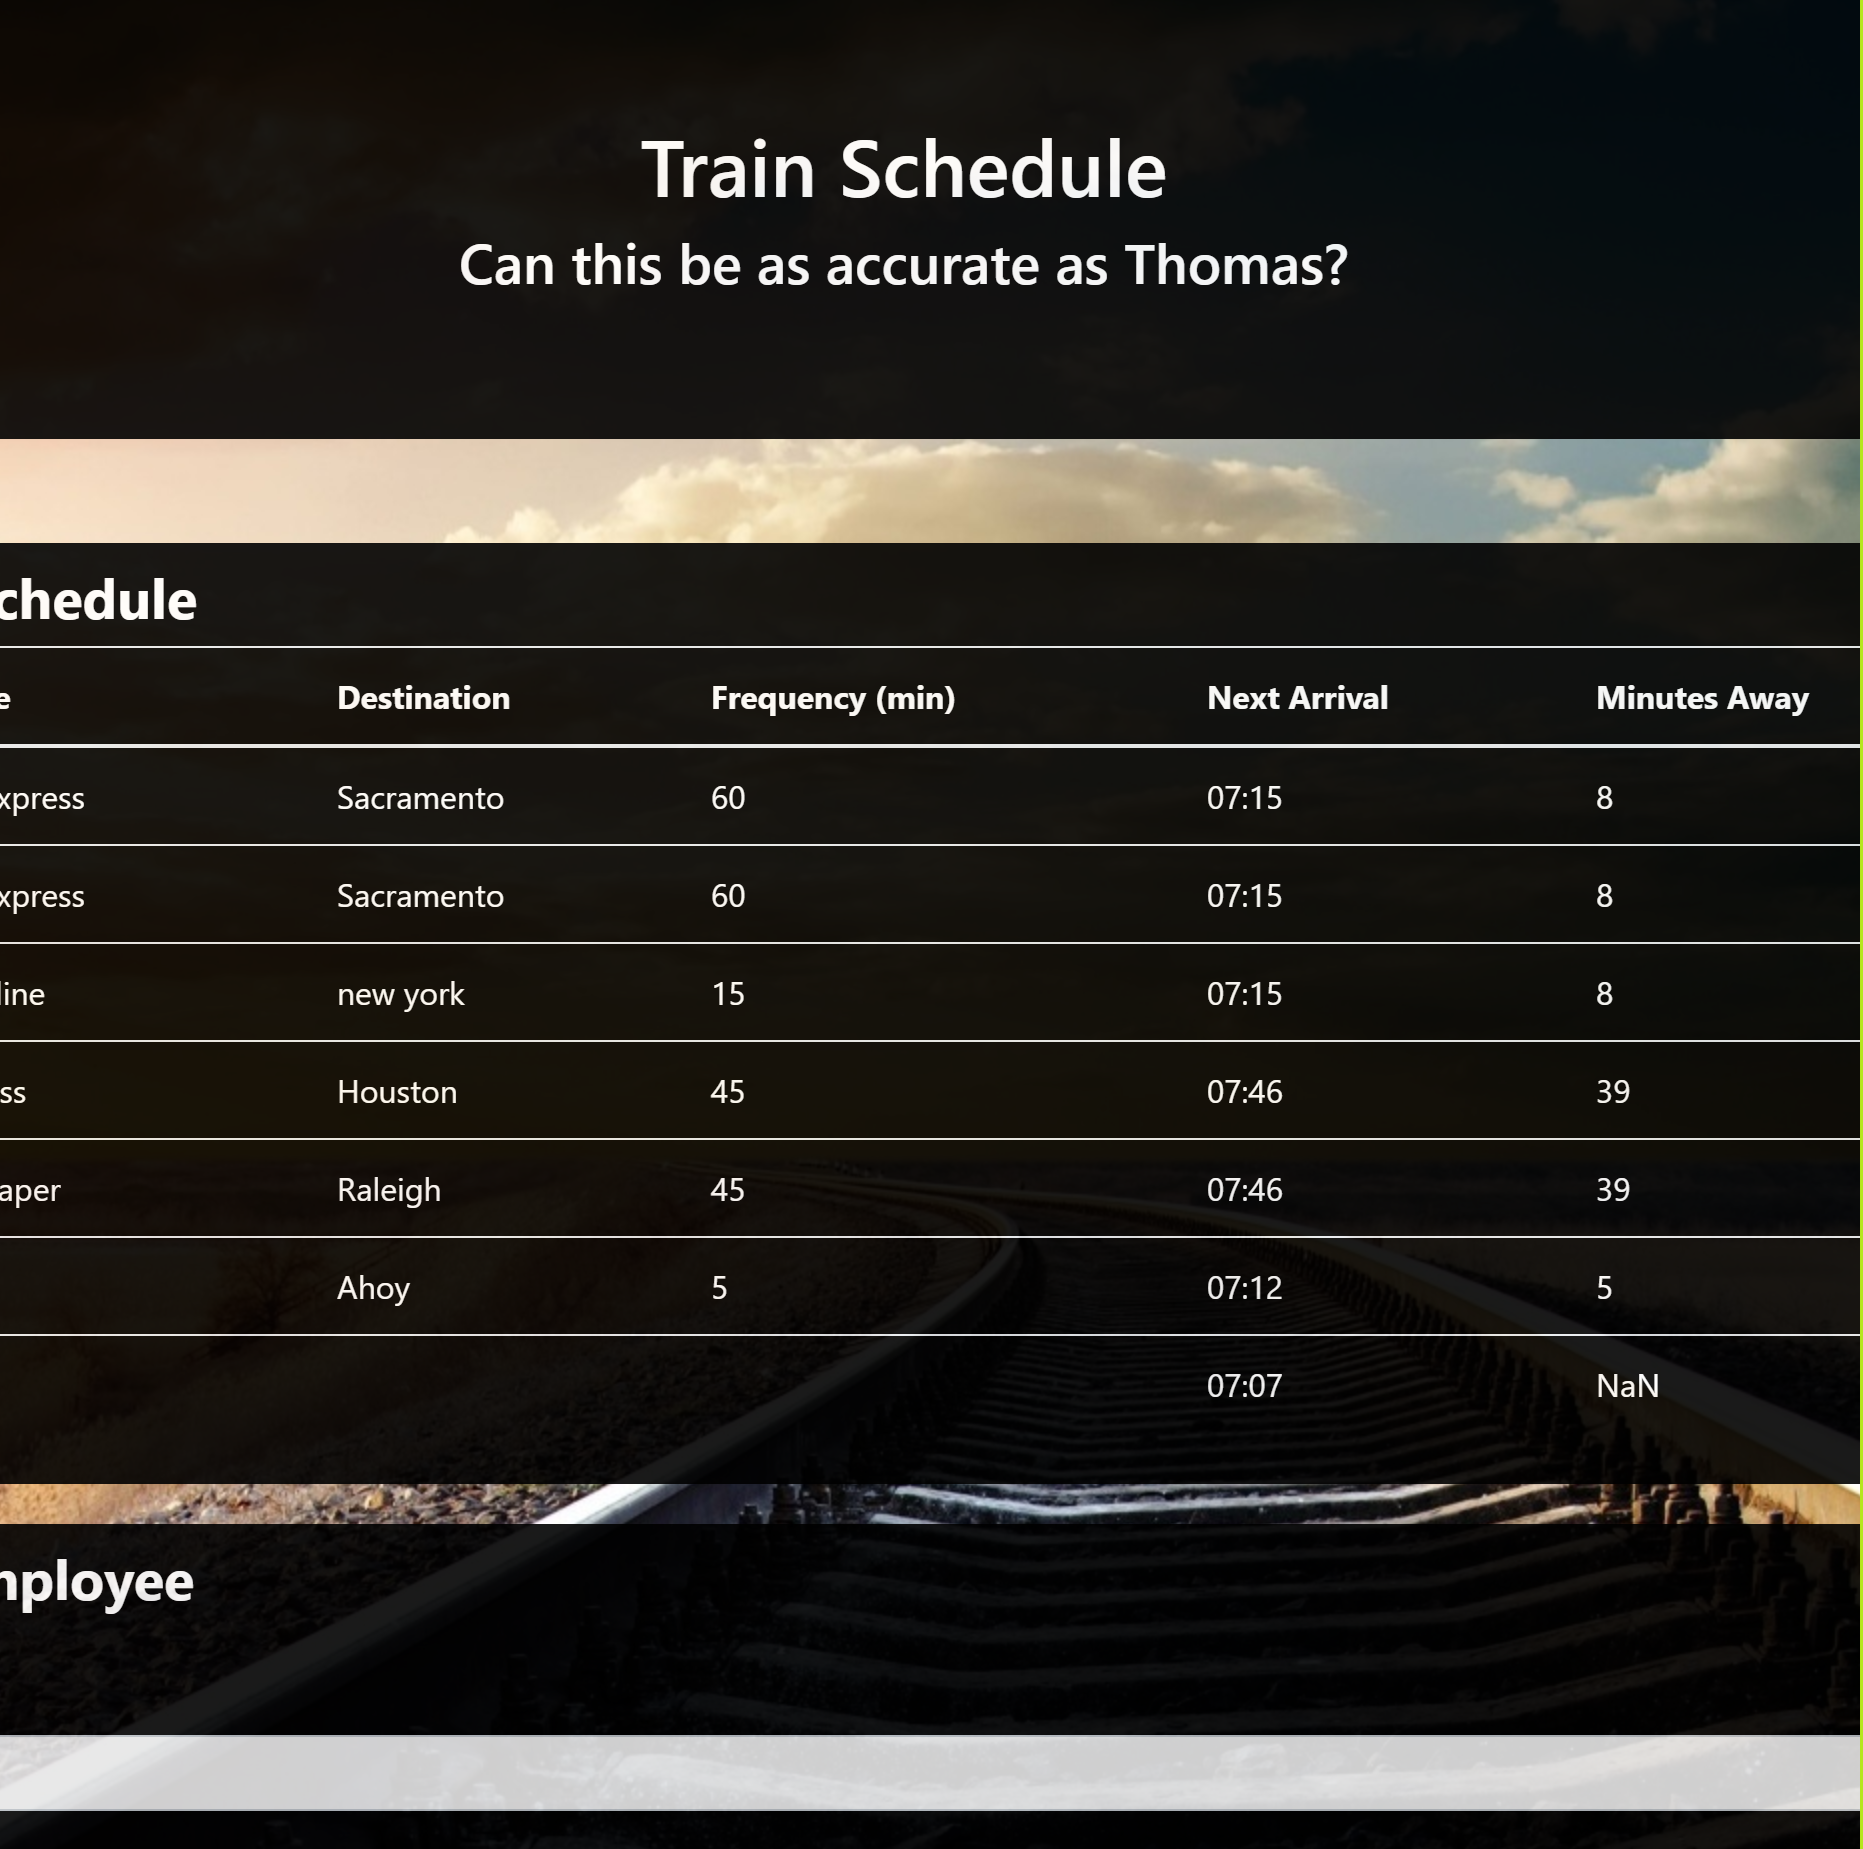 Train Schedule
Can this be as accurate as Thomas?
chedule
e Destination Frequency (min) Next Arrival Minutes Away
xpress Sacramento 60 07:15 8
xpress Sacramento 60 07:15 8
line new york 15 07:15 8
ss Houston 45 07:46 39
aper Raleigh 45 07:46 39
Ahoy 5 07:12 5
07:07 NaN
mployee